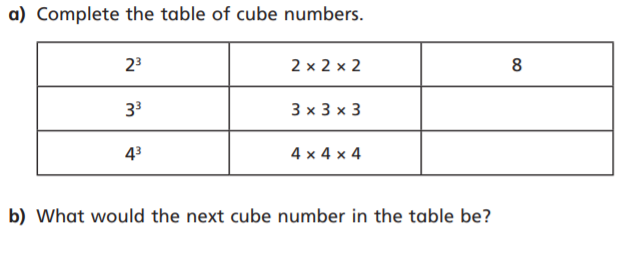 a) Complete the table of cube numbers.
2³ 2 × 2 × 2 8
3³ 3 × 3 × 3
4³ 4 × 4 × 4
b) What would the next cube number in the table be?